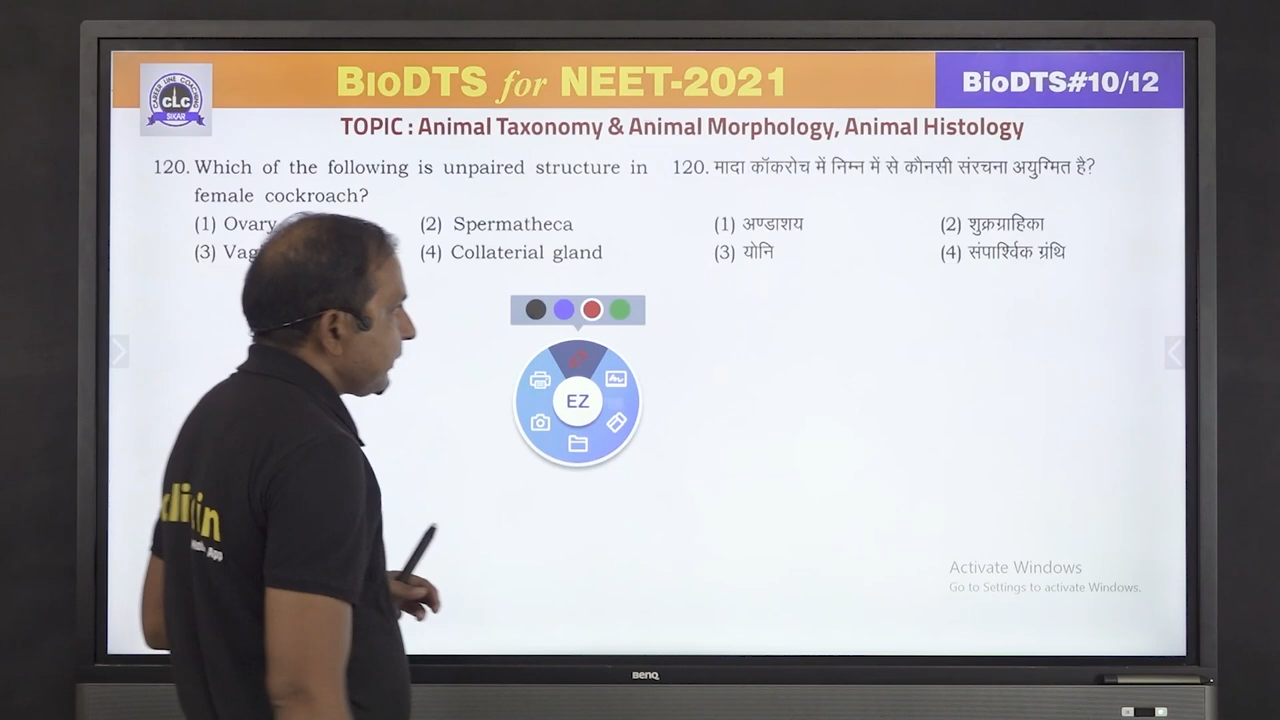 BIODTS for NEET-2021
BioDTS#10/12
CAREER LINE COACHING
CLC
SIKAR
TOPIC : Animal Taxonomy & Animal Morphology, Animal Histology
120. Which of the following is unpaired structure in
female cockroach?
(1) Ovary
(2) Spermatheca
(3) Vag
(4) Collaterial gland
120. मादा कॉकरोच में निम्न में से कौनसी संरचना अयुग्मित है?
(1) अण्डाशय
(2) शुक्रग्राहिका
(3) योनि
(4) संपार्श्विक ग्रंथि
EZ
Activate Windows
Go to Settings to activate Windows.
BENQ